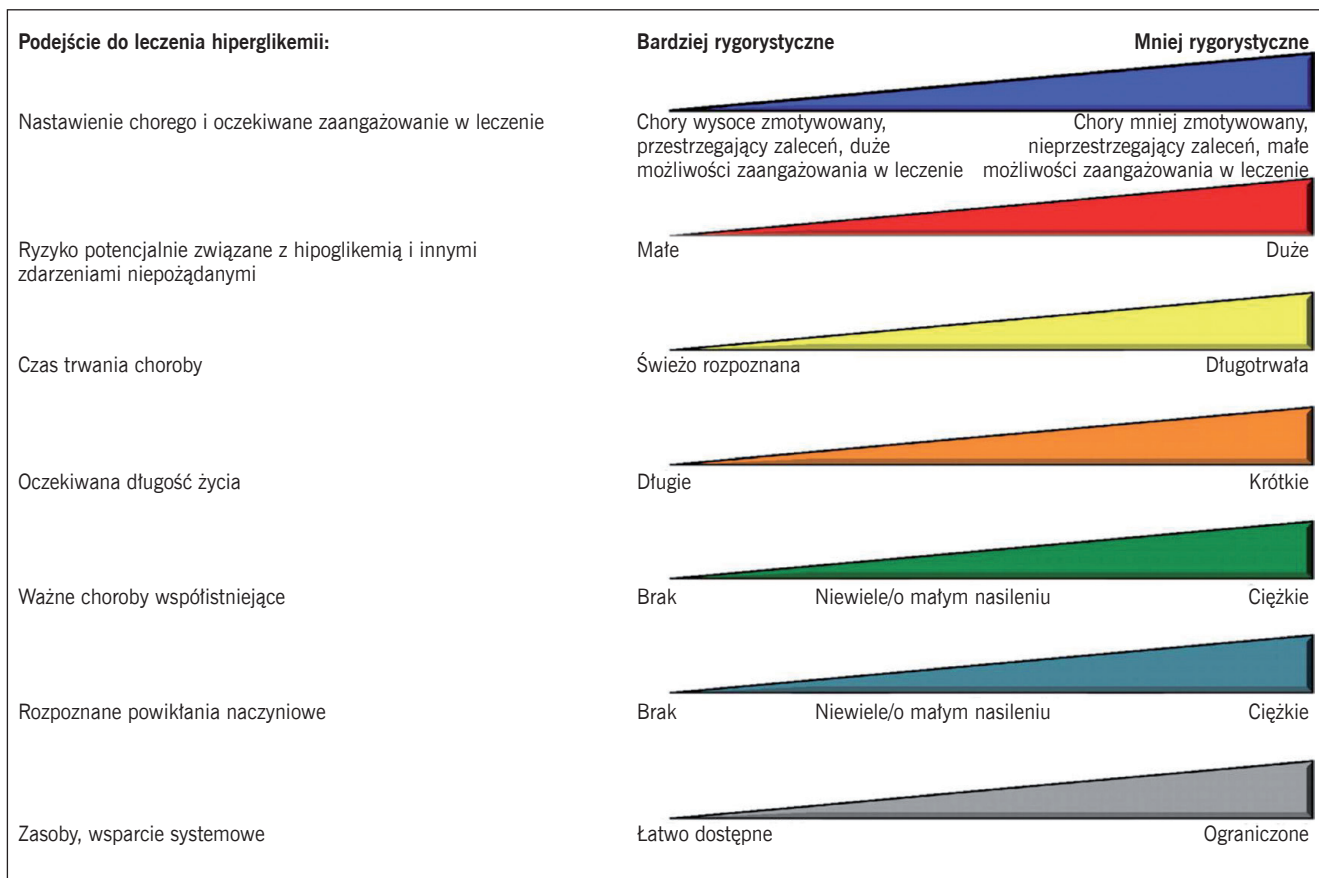 Podejście do leczenia hiperglikemii:
Bardziej rygorystyczne
Mniej rygorystyczne
Nastawienie chorego i oczekiwane zaangażowanie w leczenie
Chory wysoce zmotywowany,
przestrzegający zaleceń, duże
możliwości zaangażowania w leczenie
Chory mniej zmotywowany,
nieprzestrzegający zaleceń, małe
możliwości zaangażowania w leczenie
Ryzyko potencjalnie związane z hipoglikemią i innymi
zdarzeniami niepożądanymi
Małe
Duże
Czas trwania choroby
Świeżo rozpoznana
Długotrwała
Oczekiwana długość życia
Długie
Krótkie
Ważne choroby współistniejące
Brak
Niewiele/o małym nasileniu
Ciężkie
Rozpoznane powikłania naczyniowe
Brak
Niewiele/o małym nasileniu
Ciężkie
Zasoby, wsparcie systemowe
Łatwo dostępne
Ograniczone